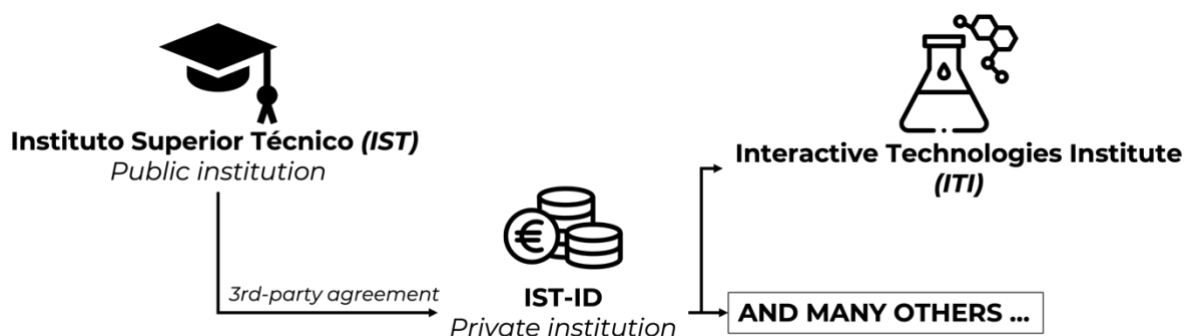 Instituto Superior Técnico (IST)
Public institution
3rd-party agreement
€
IST-ID
Private institution
Interactive Technologies Institute
(ITI)
AND MANY OTHERS ...